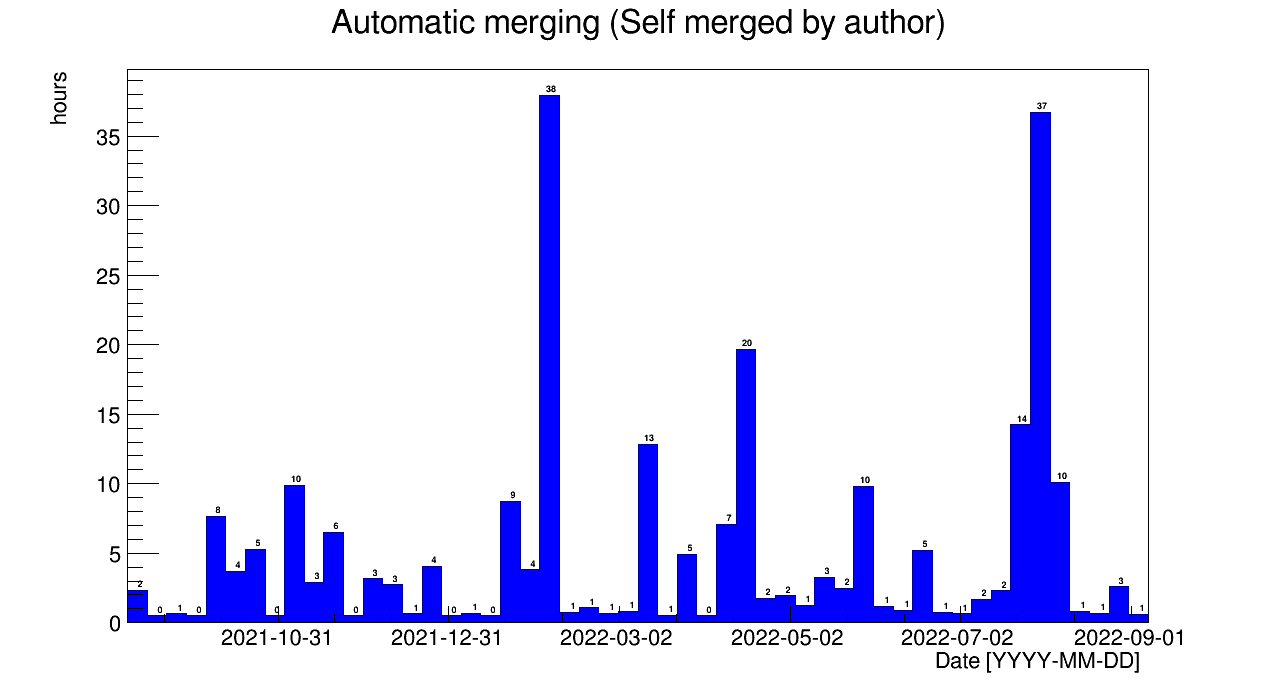 Automatic merging (Self merged by author)
hours
35
30
25
20
15
10
5
0
2 0 1 0 8 4 5 0 10 3 6 0 3 3 1 4 0 1 0 9 4 38 1 1 1 1 13 1 5 0 7 20 2 2 1 3 2 10 1 1 5 1 1 2 2 14 37 10 1 1 3 1
2021-10-31 2021-12-31 2022-03-02 2022-05-02 2022-07-02 2022-09-01
Date [YYYY-MM-DD]